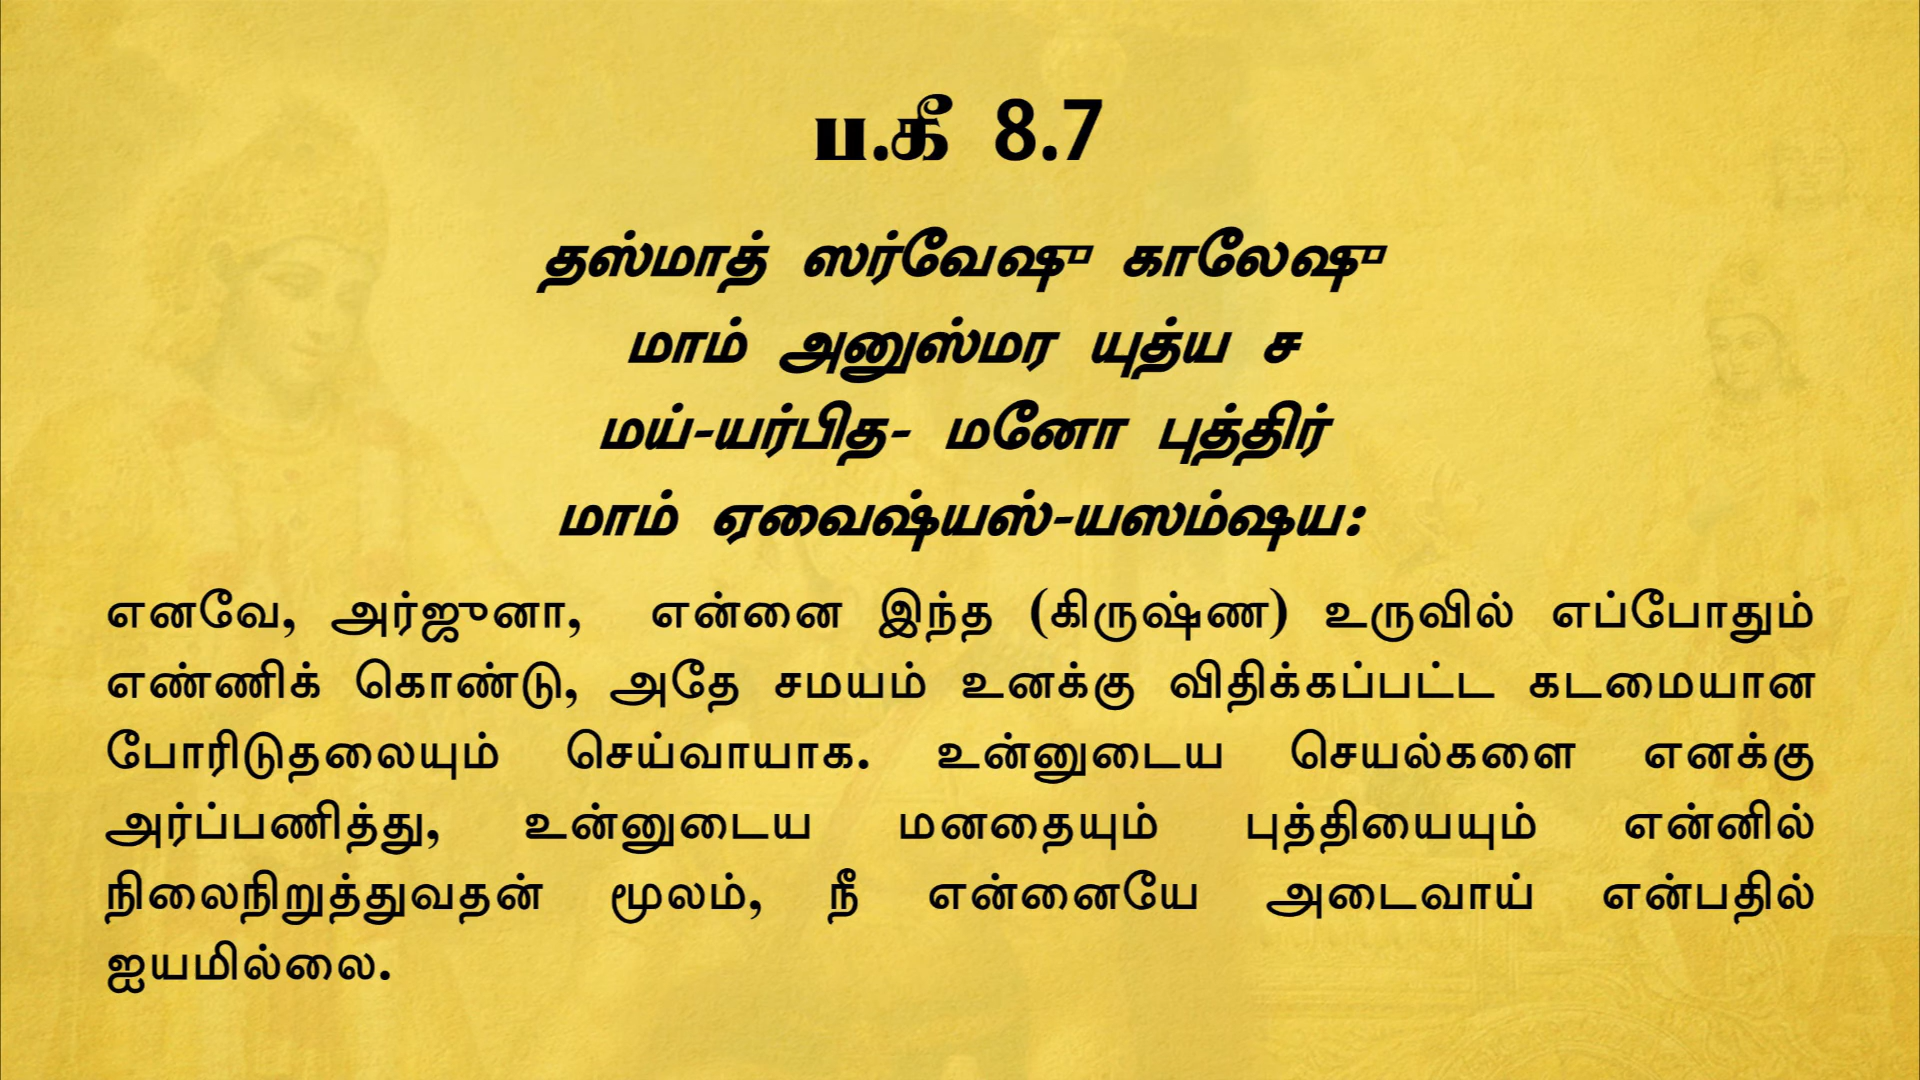 ப.கீ 8.7
தஸ்மாத் ஸர்வேஷு காலேஷு
மாம் அனுஸ்மர யுத்ய ச
மய்-யர்பித- மனோ புத்திர்
மாம் ஏவைஷ்யஸ்-யஸம்ஷய:
எனவே, அர்ஜுனா, என்னை இந்த (கிருஷ்ண) உருவில் எப்போதும்
எண்ணிக் கொண்டு, அதே சமயம் உனக்கு விதிக்கப்பட்ட கடமையான
போரிடுதலையும் செய்வாயாக. உன்னுடைய செயல்களை எனக்கு
அர்ப்பணித்து, உன்னுடைய மனதையும் புத்தியையும் என்னில்
நிலைநிறுத்துவதன் மூலம், நீ என்னையே அடைவாய் என்பதில்
ஐயமில்லை.